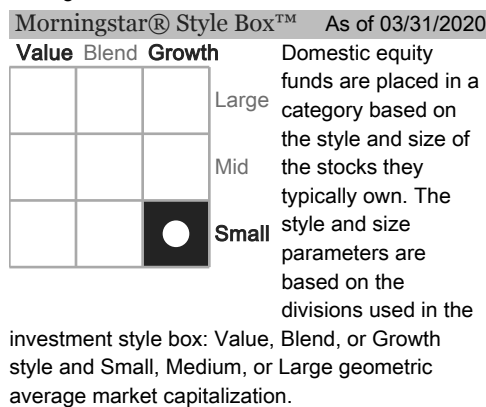 Morningstar® Style Box™ As of 03/31/2020
Value Blend Growth
Large
Mid
Small
Domestic equity
funds are placed in a
category based on
the style and size of
the stocks they
typically own. The
style and size
parameters are
based on the
divisions used in the
investment style box: Value, Blend, or Growth
style and Small, Medium, or Large geometric
average market capitalization.